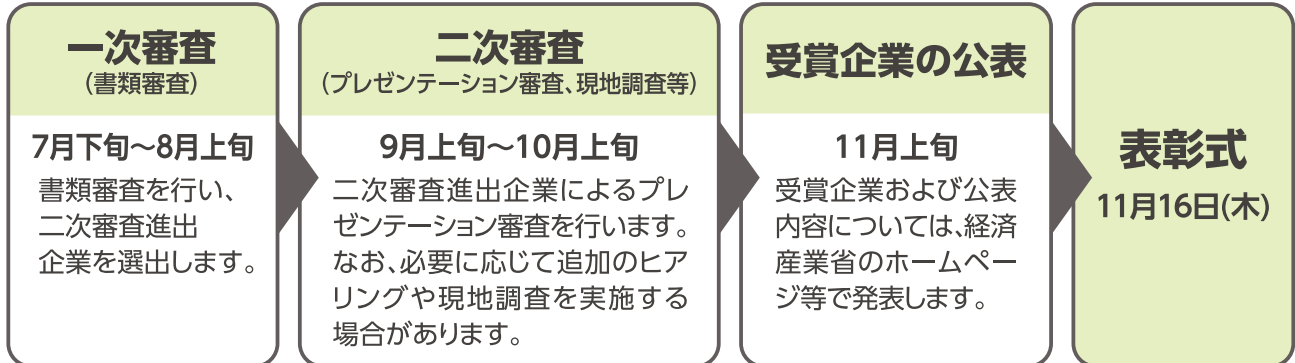 一次審査
(書類審査)
7月下旬～8月上旬
書類審査を行い、
二次審査進出
企業を選出します。
二次審査
(プレゼンテーション審査、現地調査等)
9月上旬～10月上旬
二次審査進出企業によるプレ
ゼンテーション審査を行います。
なお、必要に応じて追加のヒア
リングや現地調査を実施する
場合があります。
受賞企業の公表
11月上旬
受賞企業および公表
内容については、経済
産業省のホームペー
ジ等で発表します。
表彰式
11月16日(木)